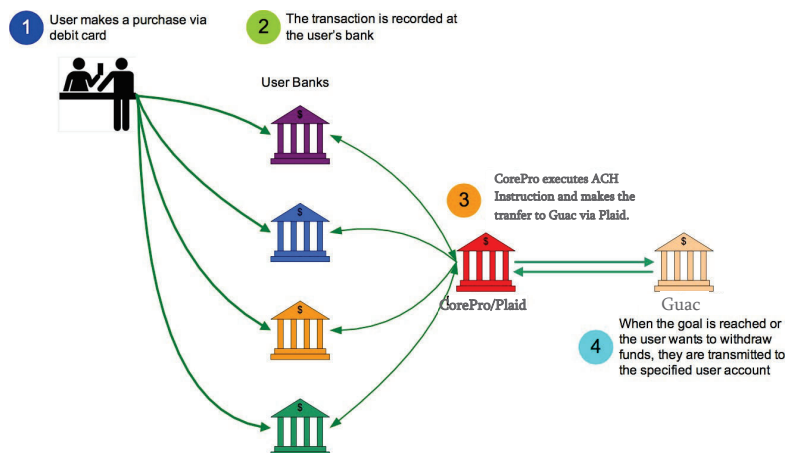 1
User makes a purchase via
debit card
2
The transaction is recorded at
the user's bank
User Banks
$
$
$
$
3
CorePro executes ACH
Instruction and makes the
tranfer to Guac via Plaid.
$
CorePro/Plaid
$
Guac
4
When the goal is reached or
the user wants to withdraw
funds, they are transmitted to
the specified user account